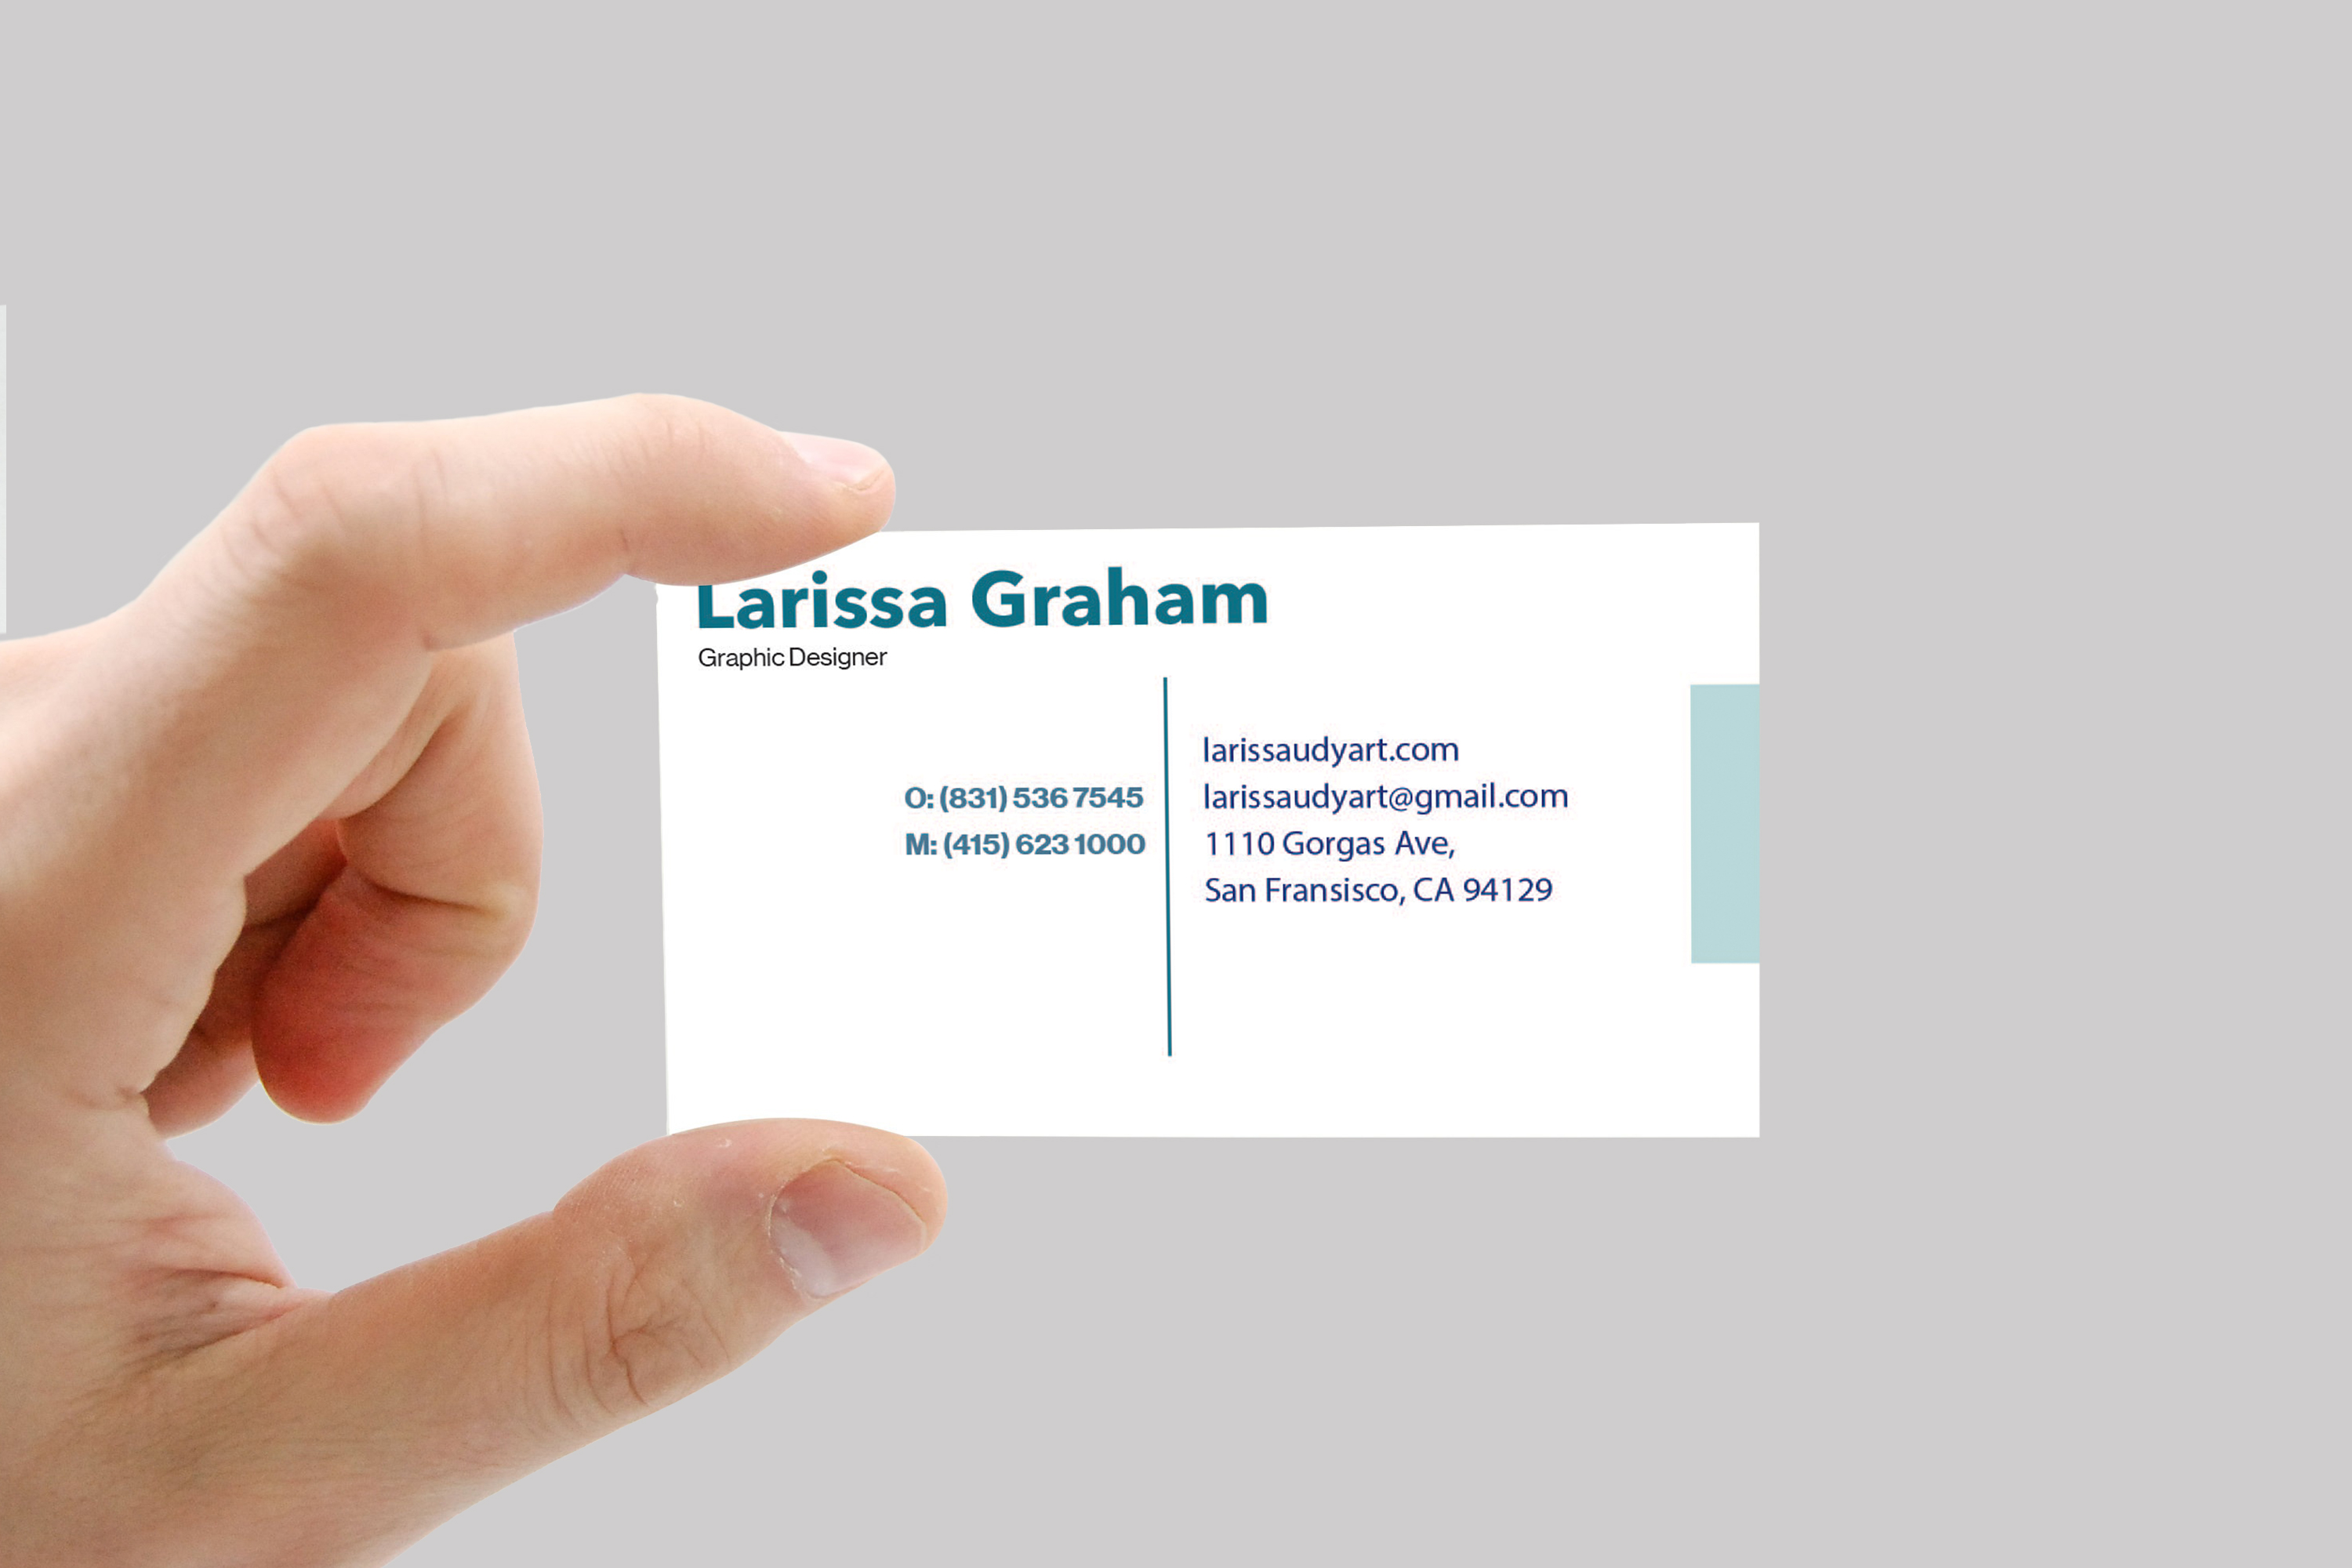 Larissa Graham
Graphic Designer
O: (831) 536 7545
M: (415) 623 1000
larissaudyart.com
larissaudyart@gmail.com
1110 Gorgas Ave,
San Fransisco, CA 94129